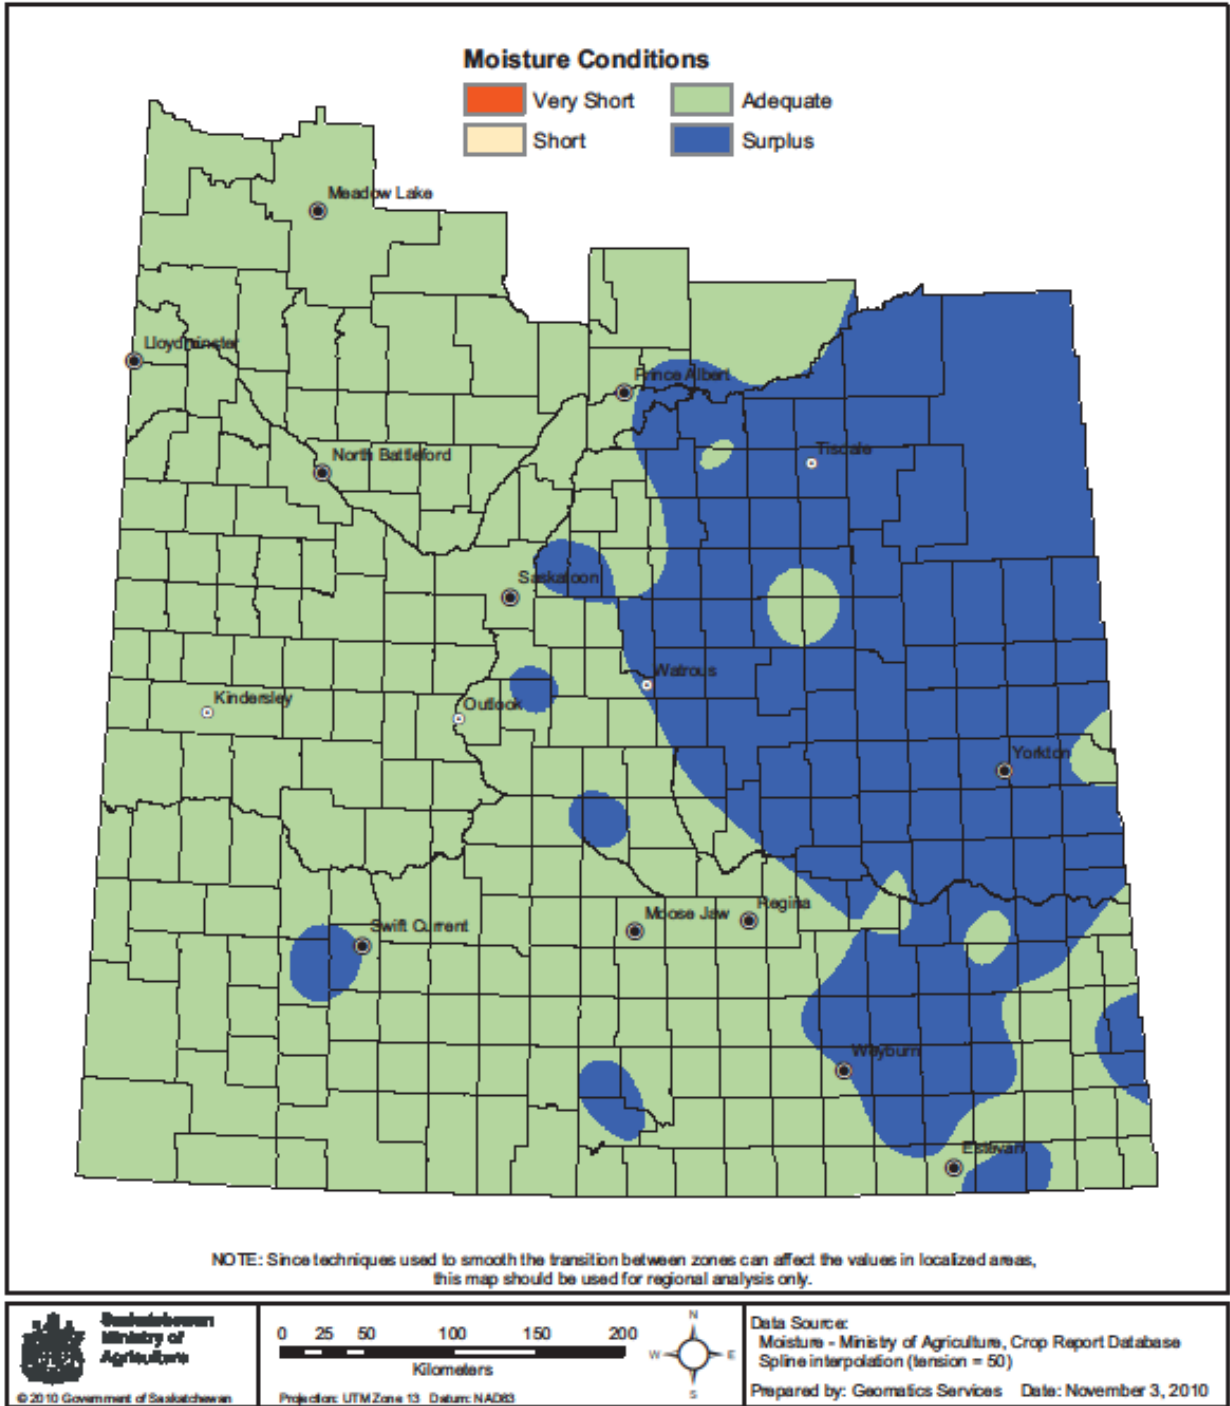 Moisture Conditions
Very Short
Adequate
Short
Surplus
Meadow Lake
Lloydminster
Prince Albert
North Battleford
Tisdale
Saskatoon
Watrous
Kindersley
Outlook
Yorkton
Moose Jaw
Regina
Swift Current
Weyburn
Estevan
NOTE: Since techniques used to smooth the transition between zones can affect the values in localized areas,
this map should be used for regional analysis only.
Saskatchewan
Ministry of
Agriculture
© 2010 Government of Saskatchewan
0 25 50 100 150 200
Kilometers
Projection: UTM Zone 13 Datum: NAD83
N
W E
S
Data Source:
Moisture - Ministry of Agriculture, Crop Report Database
Spline interpolation (tension = 50)
Prepared by: Geomatics Services Date: November 3, 2010